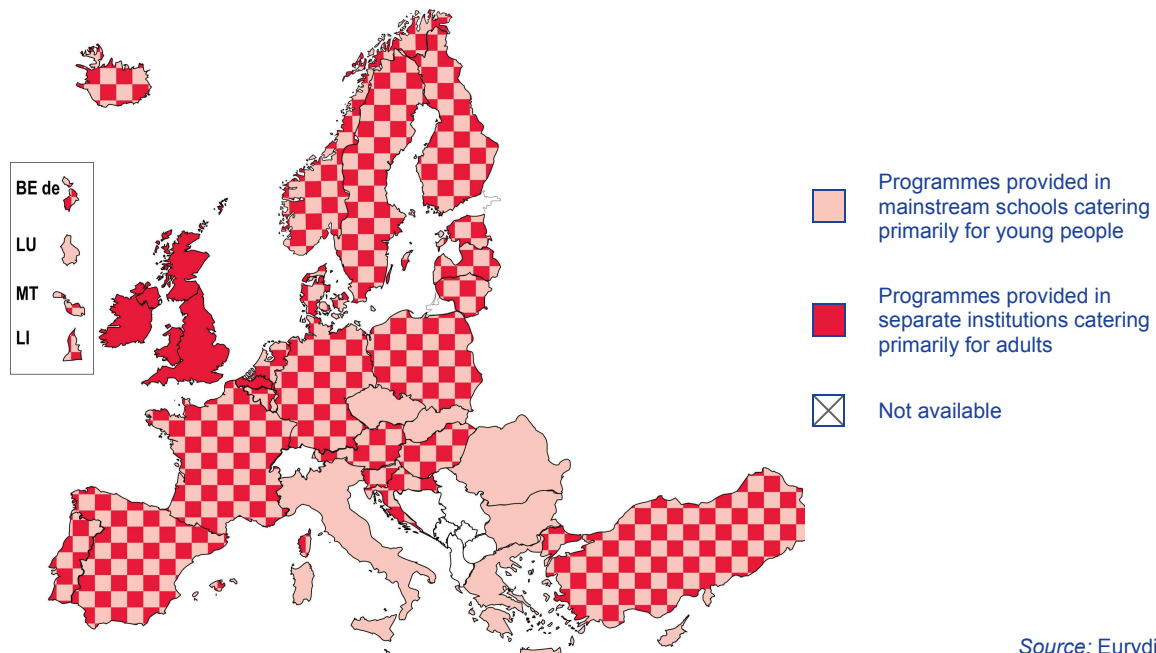 BE de
LU
MT
LI
Programmes provided in
mainstream schools catering
primarily for young people
Programmes provided in
separate institutions catering
primarily for adults
Not available
Source: Eurydi